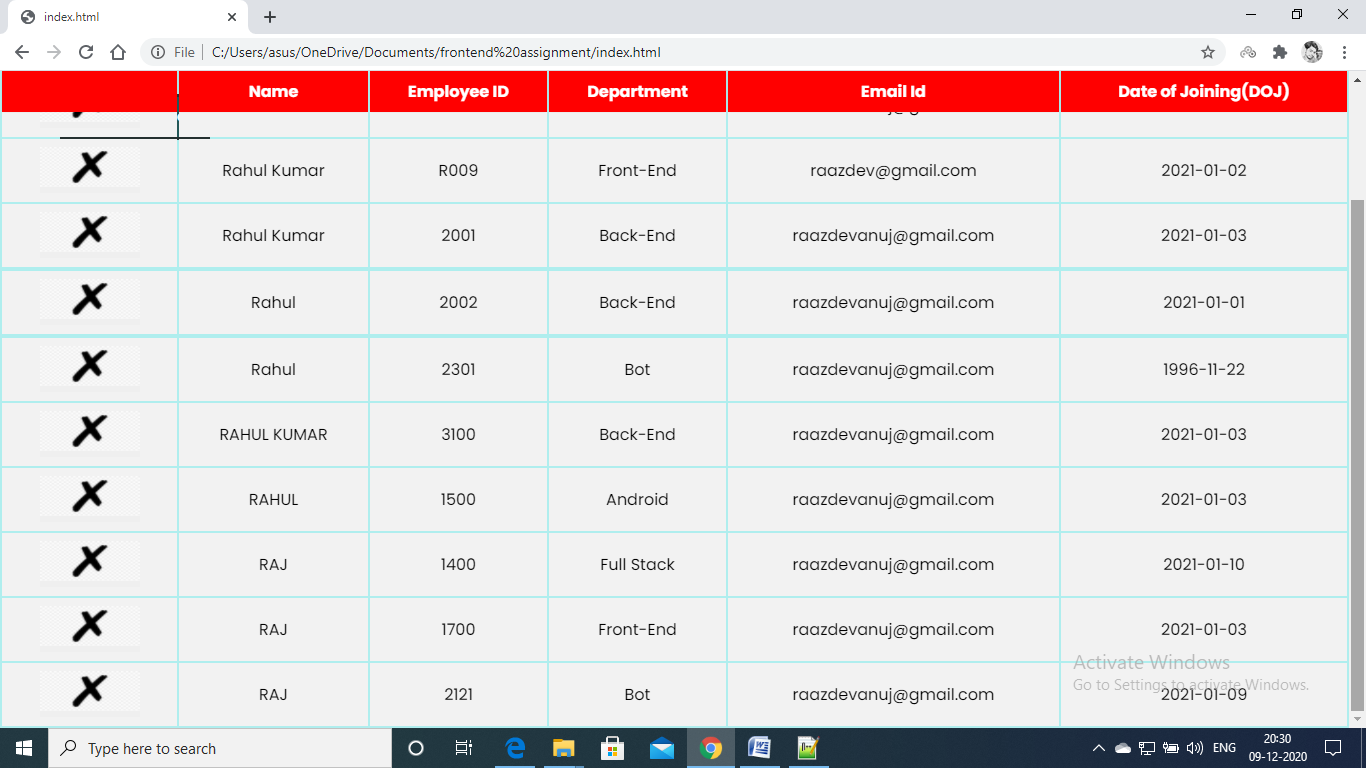 index.html
File C:/Users/asus/OneDrive/Documents/frontend%20assignment/index.html
Name Employee ID Department Email Id Date of Joining(DOJ)
Rahul Kumar R009 Front-End raazdev@gmail.com 2021-01-02
Rahul Kumar 2001 Back-End raazdevanuj@gmail.com 2021-01-03
Rahul 2002 Back-End raazdevanuj@gmail.com 2021-01-01
Rahul 2301 Bot raazdevanuj@gmail.com 1996-11-22
RAHUL KUMAR 3100 Back-End raazdevanuj@gmail.com 2021-01-03
RAHUL 1500 Android raazdevanuj@gmail.com 2021-01-03
RAJ 1400 Full Stack raazdevanuj@gmail.com 2021-01-10
RAJ 1700 Front-End raazdevanuj@gmail.com 2021-01-03
Activate Windows
Go to Settings to activate Windows.
RAJ 2121 Bot raazdevanuj@gmail.com 2021-01-09
Type here to search
ENG
20:30
09-12-2020